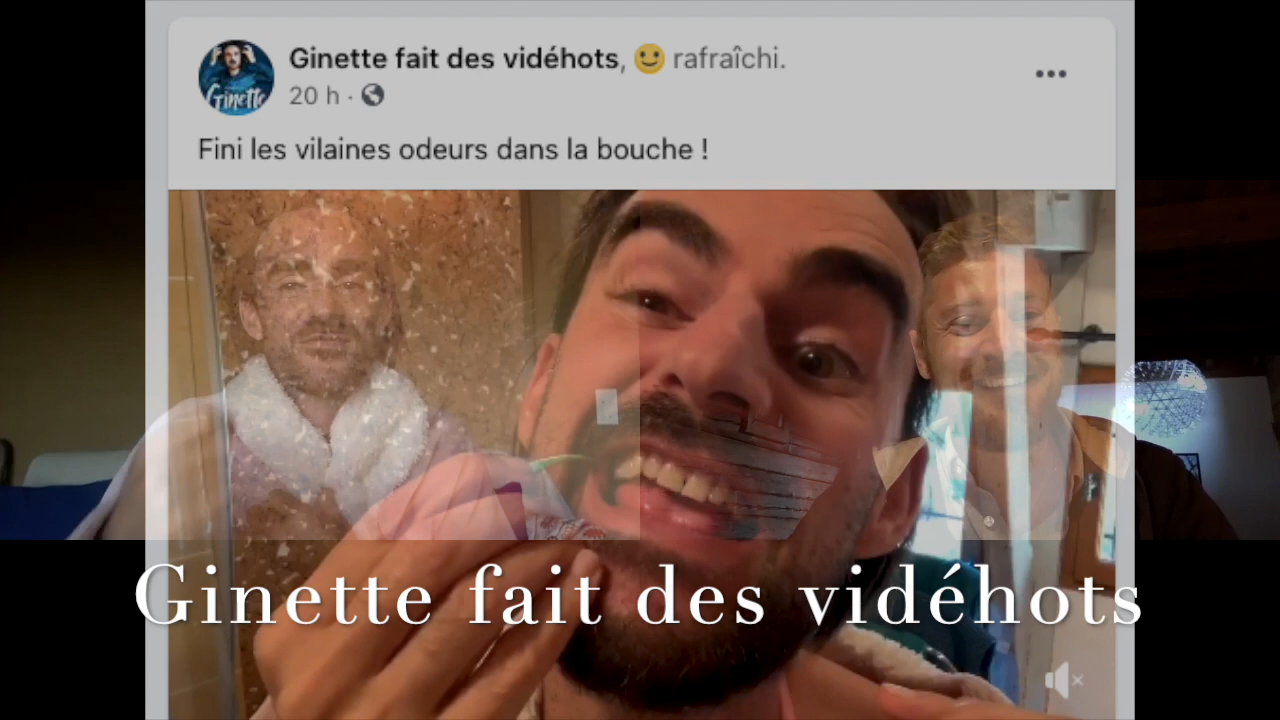 Ginette fait des vidéhots, rafraîchi.
20 h ·
Ginette
Fini les vilaines odeurs dans la bouche !
Ginette fait des vidéhots